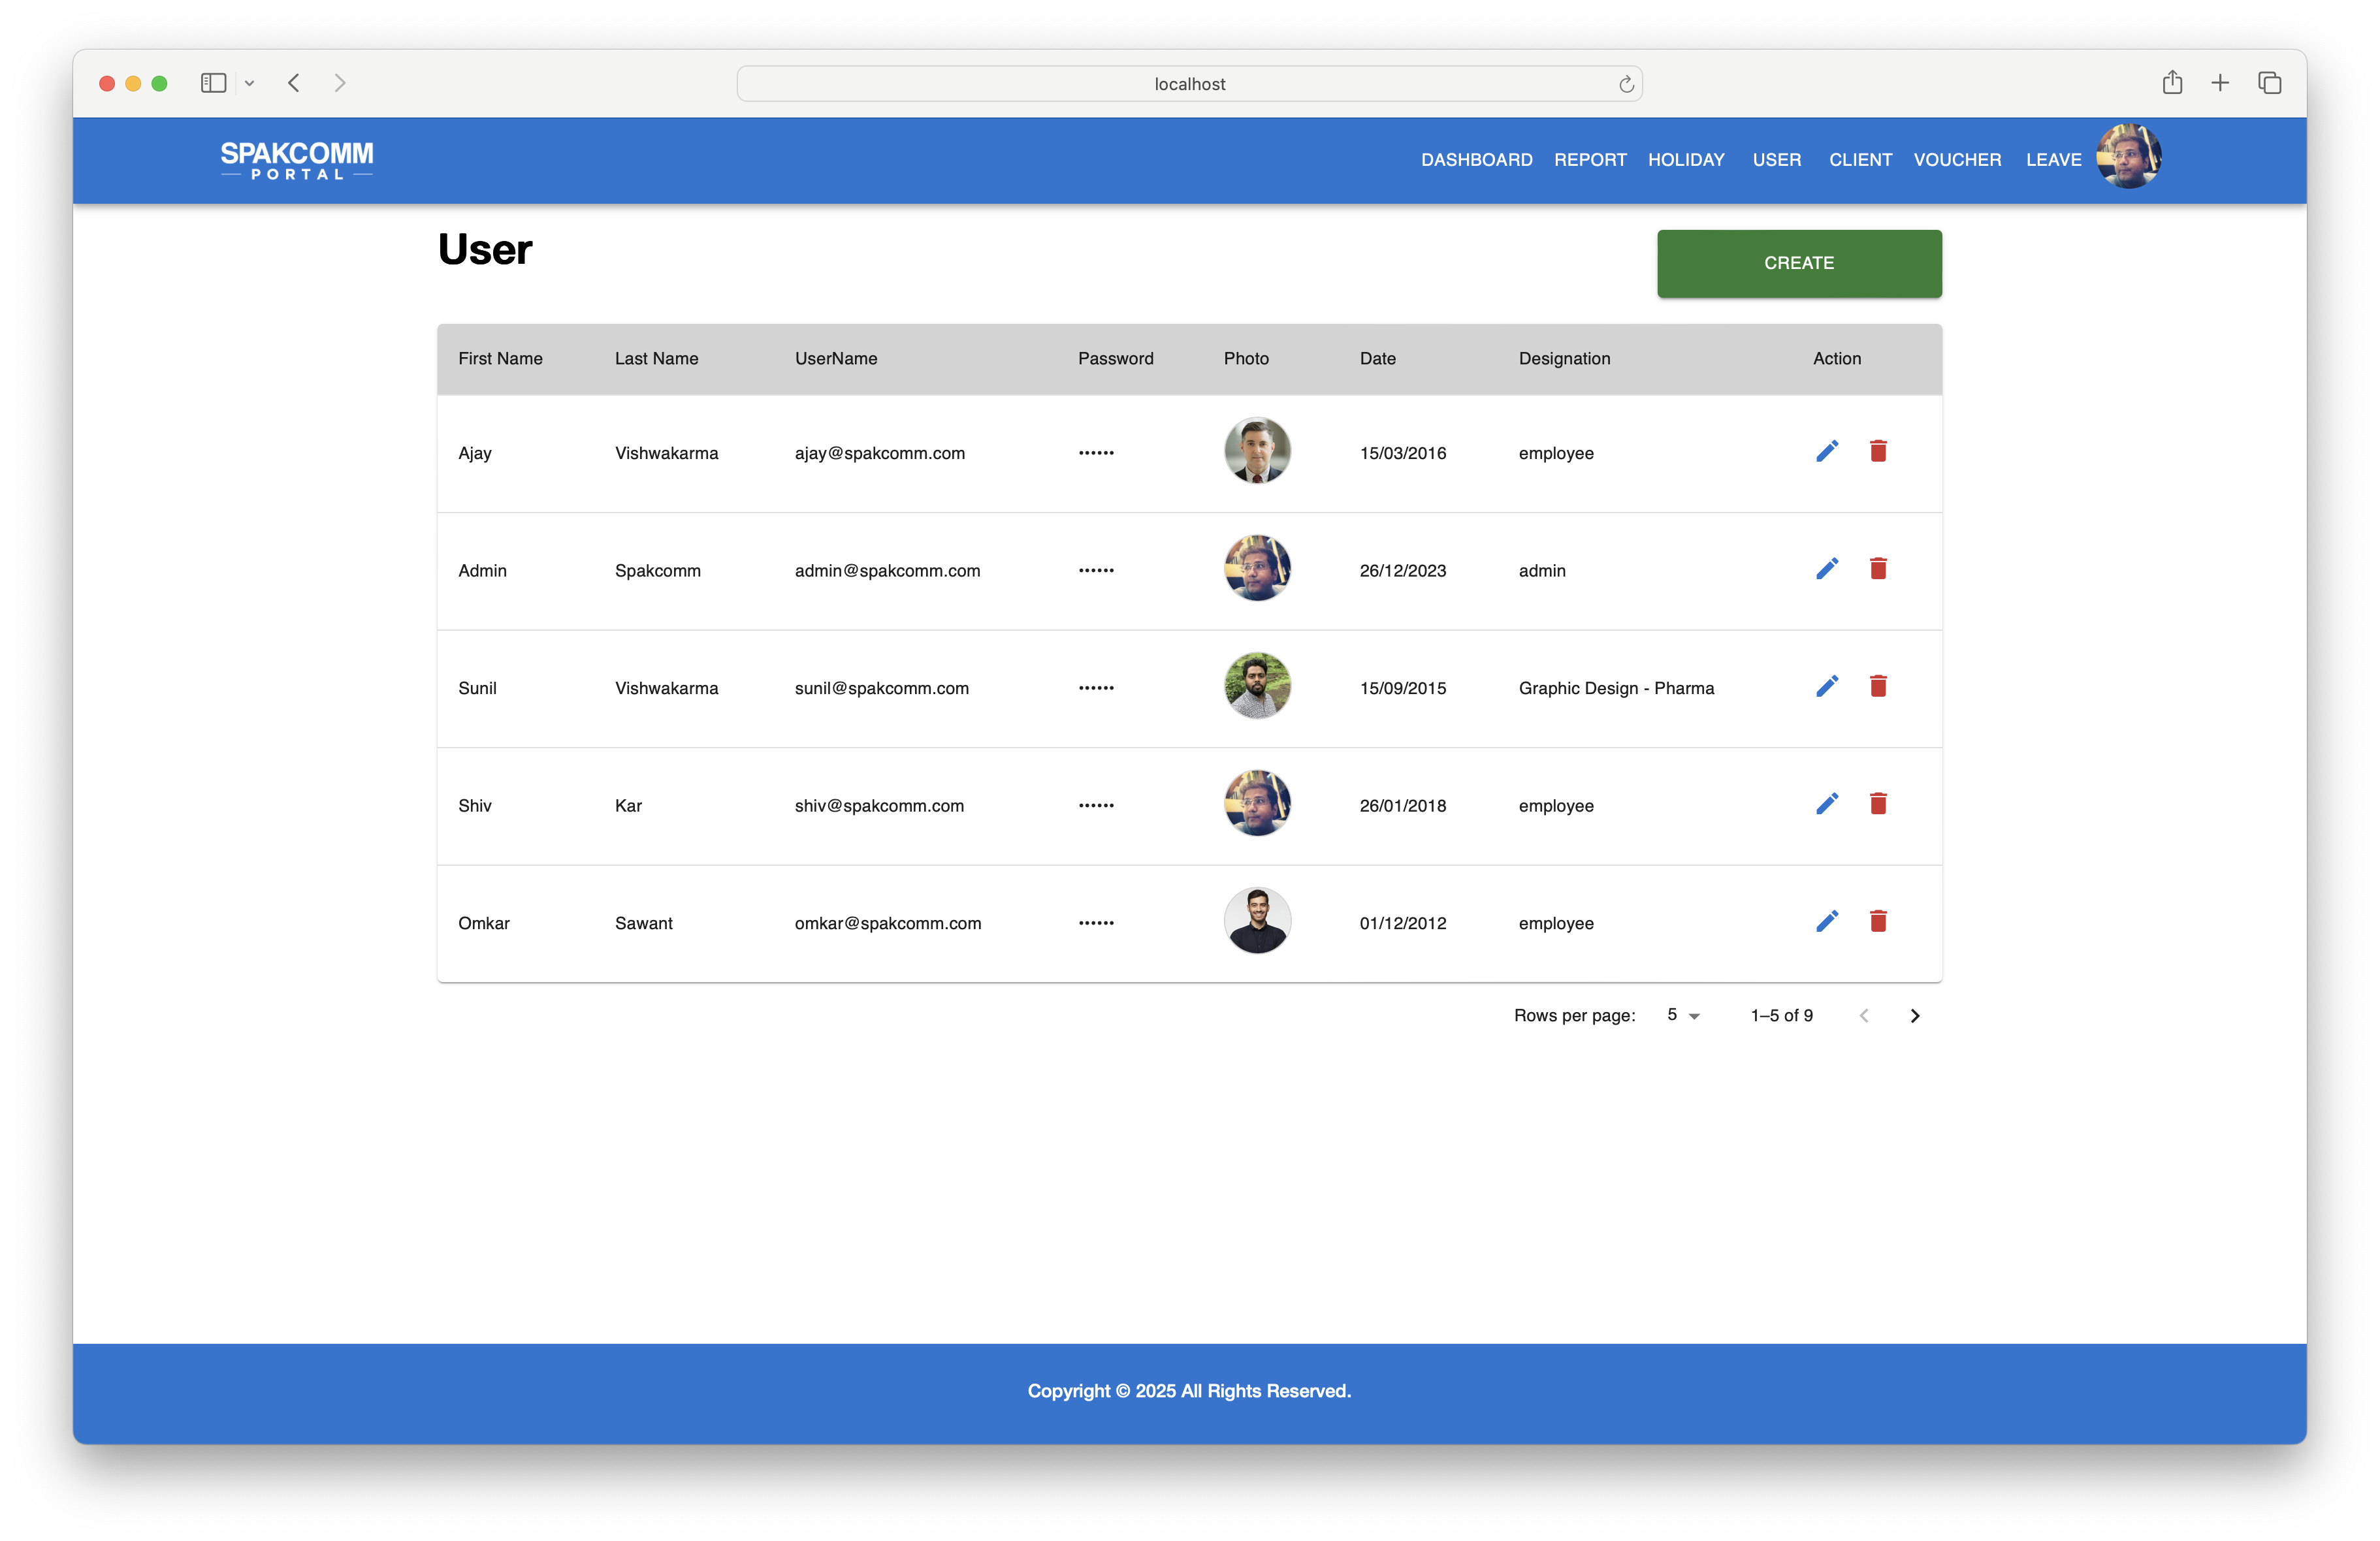 localhost
SPAKCOMM
PORTAL
DASHBOARD REPORT HOLIDAY USER CLIENT VOUCHER LEAVE
User
CREATE
First Name Last Name UserName Password Photo Date Designation Action
Ajay Vishwakarma ajay@spakcomm.com •••••• 15/03/2016 employee
Admin Spakcomm admin@spakcomm.com •••••• 26/12/2023 admin
Sunil Vishwakarma sunil@spakcomm.com •••••• 15/09/2015 Graphic Design - Pharma
Shiv Kar shiv@spakcomm.com •••••• 26/01/2018 employee
Omkar Sawant omkar@spakcomm.com •••••• 01/12/2012 employee
Rows per page: 5 1–5 of 9
Copyright © 2025 All Rights Reserved.